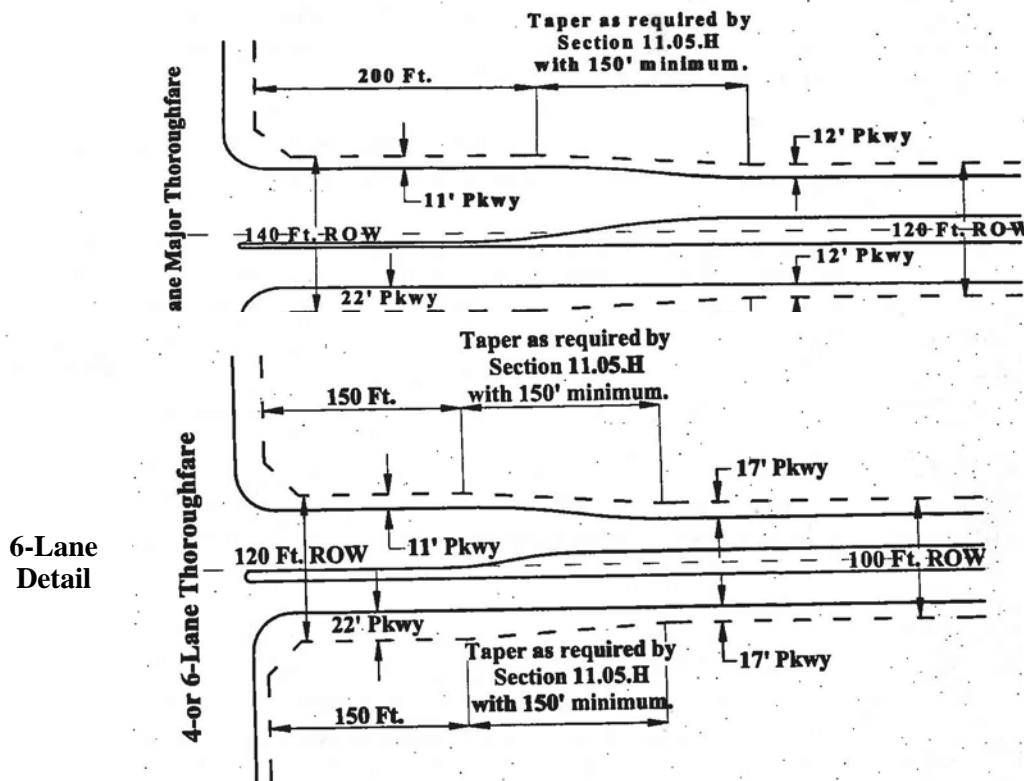 Taper as required by
Section 11.05.H
with 150' minimum.
200 Ft.
12' Pkwy
11' Pkwy
ane Major Thoroughfare
140 Ft. ROW
120 Ft. ROW
12' Pkwy
22' Pkwy
Taper as required by
Section 11.05.H
with 150' minimum.
150 Ft.
17' Pkwy
4-or 6-Lane Thoroughfare
6-Lane
Detail
11' Pkwy
120 Ft. ROW
100 Ft. ROW
22' Pkwy
Taper as required by
Section 11.05.H
with 150' minimum.
17' Pkwy
150 Ft.